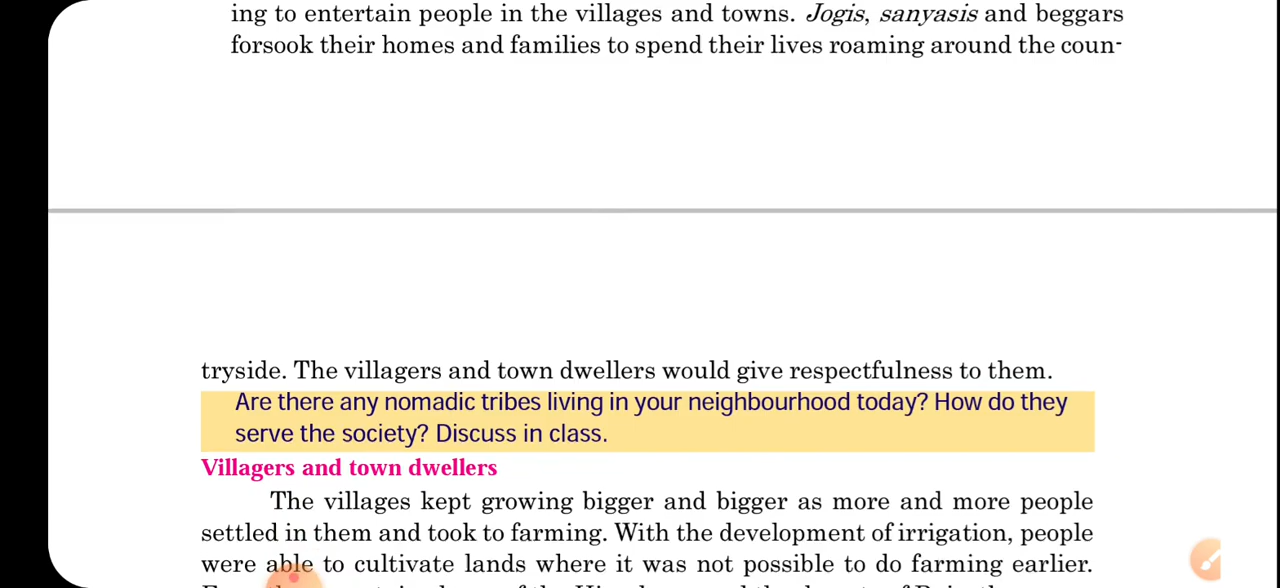 ing to entertain people in the villages and towns. Jogis, sanyasis and beggars
forsook their homes and families to spend their lives roaming around the coun-
tryside. The villagers and town dwellers would give respectfulness to them.
Are there any nomadic tribes living in your neighbourhood today? How do they
serve the society? Discuss in class.
Villagers and town dwellers
The villages kept growing bigger and bigger as more and more people
settled in them and took to farming. With the development of irrigation, people
were able to cultivate lands where it was not possible to do farming earlier.